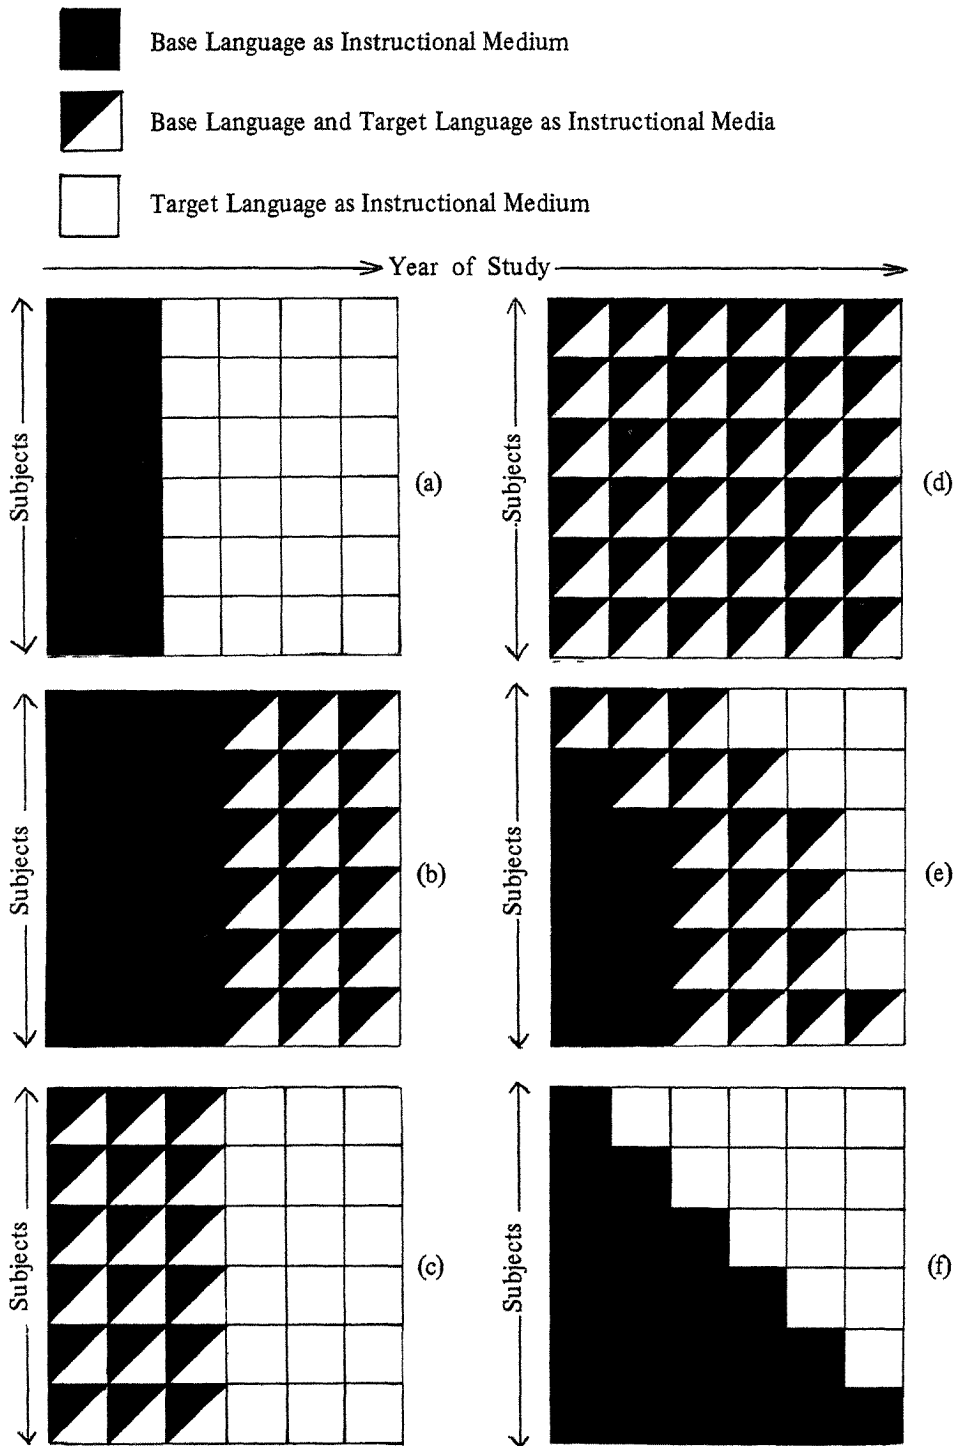 Base Language as Instructional Medium
Base Language and Target Language as Instructional Media
Target Language as Instructional Medium
Year of Study
Subjects
(a)
Subjects
(d)
Subjects
(b)
Subjects
(e)
Subjects
(c)
Subjects
(f)